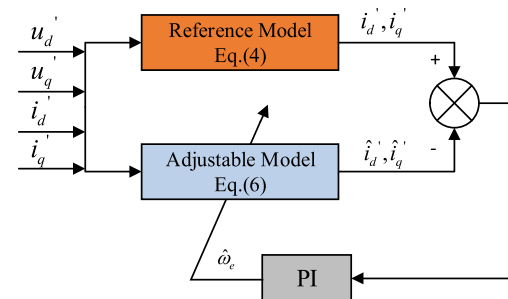 u_d'
u_q'
i_d'
i_q'
Reference Model
Eq.(4)
i_d', i_q'
+
-
Adjustable Model
Eq.(6)
î_d', î_q'
ω̂_e
PI